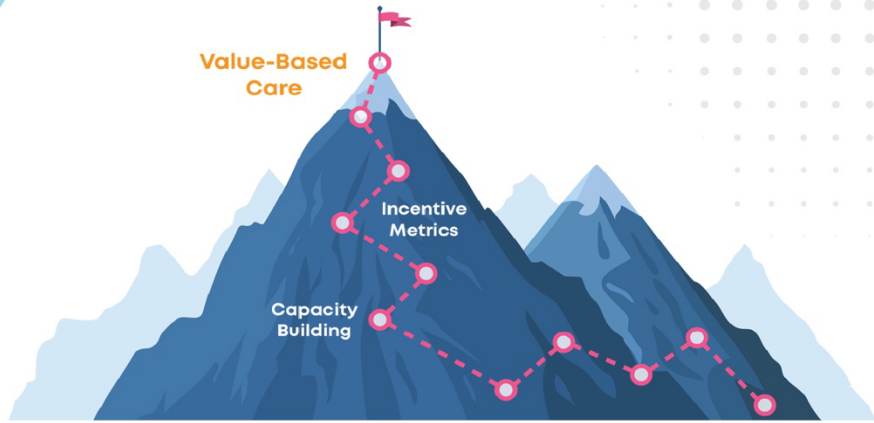 Value-Based
Care
Incentive
Metrics
Capacity
Building